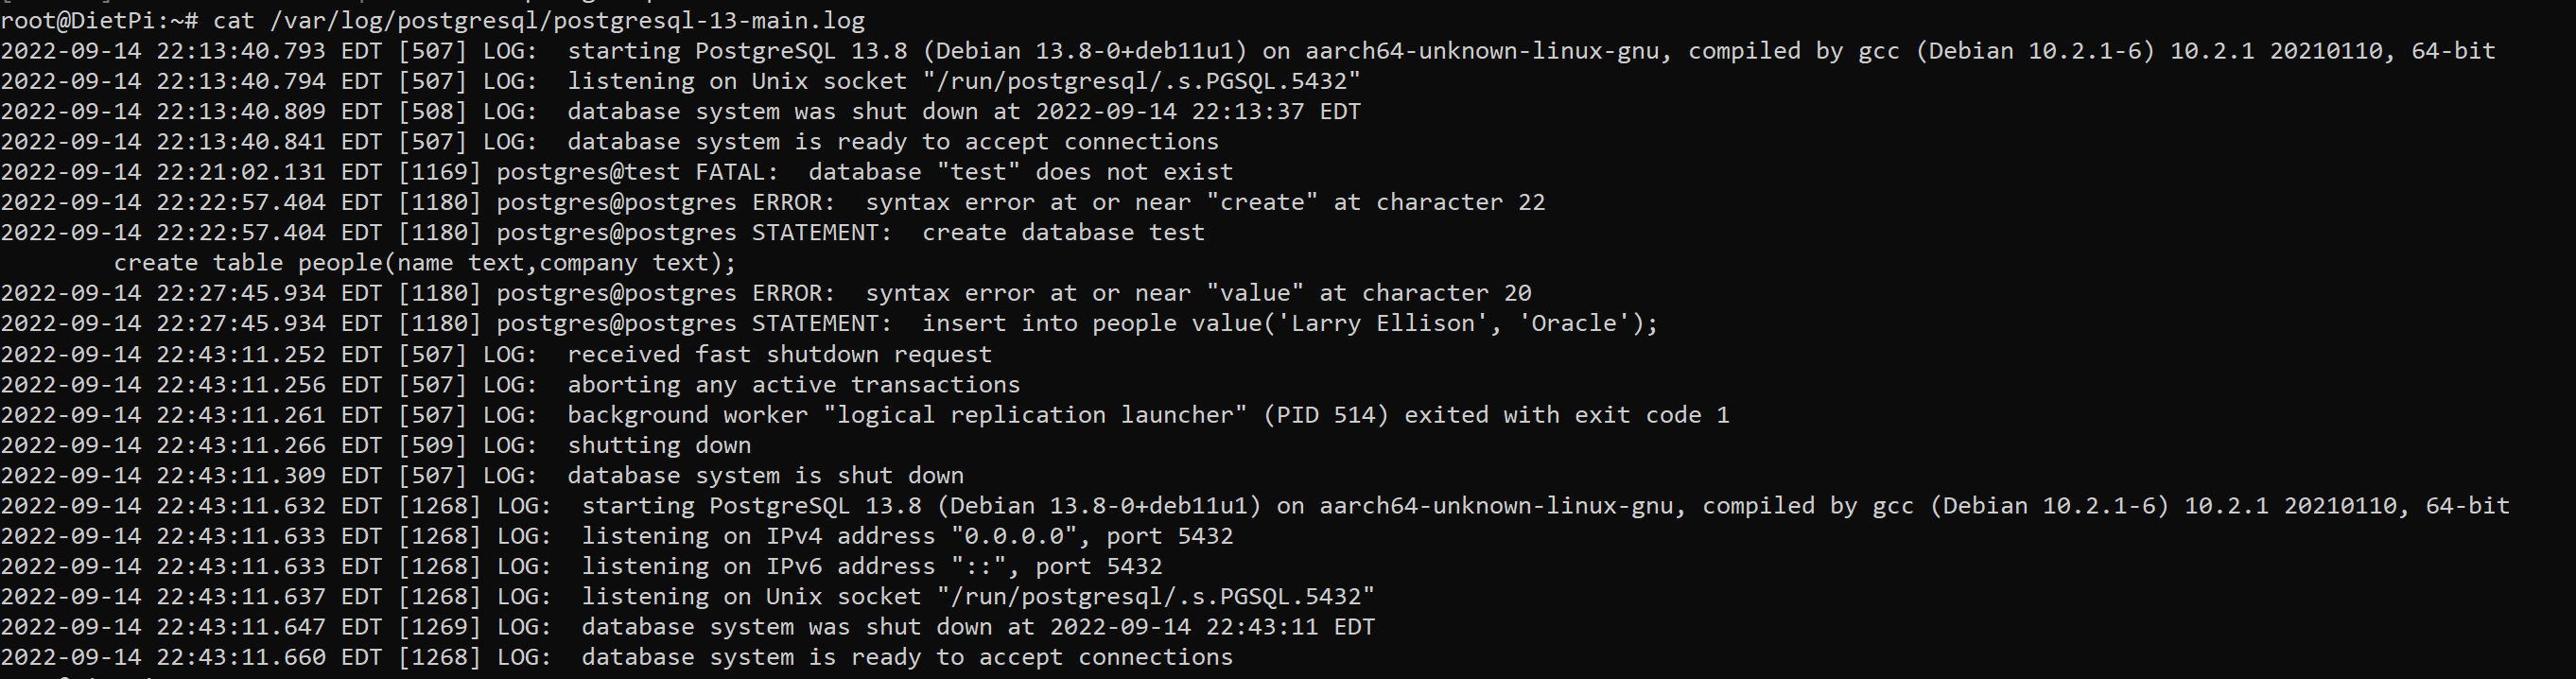 root@DietPi:~# cat /var/log/postgresql/postgresql-13-main.log
2022-09-14 22:13:40.793 EDT [507] LOG:  starting PostgreSQL 13.8 (Debian 13.8-0+deb11u1) on aarch64-unknown-linux-gnu, compiled by gcc (Debian 10.2.1-6) 10.2.1 20210110, 64-bit
2022-09-14 22:13:40.794 EDT [507] LOG:  listening on Unix socket "/run/postgresql/.s.PGSQL.5432"
2022-09-14 22:13:40.809 EDT [508] LOG:  database system was shut down at 2022-09-14 22:13:37 EDT
2022-09-14 22:13:40.841 EDT [507] LOG:  database system is ready to accept connections
2022-09-14 22:21:02.131 EDT [1169] postgres@test FATAL:  database "test" does not exist
2022-09-14 22:22:57.404 EDT [1180] postgres@postgres ERROR:  syntax error at or near "create" at character 22
2022-09-14 22:22:57.404 EDT [1180] postgres@postgres STATEMENT:  create database test
        create table people(name text,company text);
2022-09-14 22:27:45.934 EDT [1180] postgres@postgres ERROR:  syntax error at or near "value" at character 20
2022-09-14 22:27:45.934 EDT [1180] postgres@postgres STATEMENT:  insert into people value('Larry Ellison', 'Oracle');
2022-09-14 22:43:11.252 EDT [507] LOG:  received fast shutdown request
2022-09-14 22:43:11.256 EDT [507] LOG:  aborting any active transactions
2022-09-14 22:43:11.261 EDT [507] LOG:  background worker "logical replication launcher" (PID 514) exited with exit code 1
2022-09-14 22:43:11.266 EDT [509] LOG:  shutting down
2022-09-14 22:43:11.309 EDT [507] LOG:  database system is shut down
2022-09-14 22:43:11.632 EDT [1268] LOG:  starting PostgreSQL 13.8 (Debian 13.8-0+deb11u1) on aarch64-unknown-linux-gnu, compiled by gcc (Debian 10.2.1-6) 10.2.1 20210110, 64-bit
2022-09-14 22:43:11.633 EDT [1268] LOG:  listening on IPv4 address "0.0.0.0", port 5432
2022-09-14 22:43:11.633 EDT [1268] LOG:  listening on IPv6 address "::", port 5432
2022-09-14 22:43:11.637 EDT [1268] LOG:  listening on Unix socket "/run/postgresql/.s.PGSQL.5432"
2022-09-14 22:43:11.647 EDT [1269] LOG:  database system was shut down at 2022-09-14 22:43:11 EDT
2022-09-14 22:43:11.660 EDT [1268] LOG:  database system is ready to accept connections